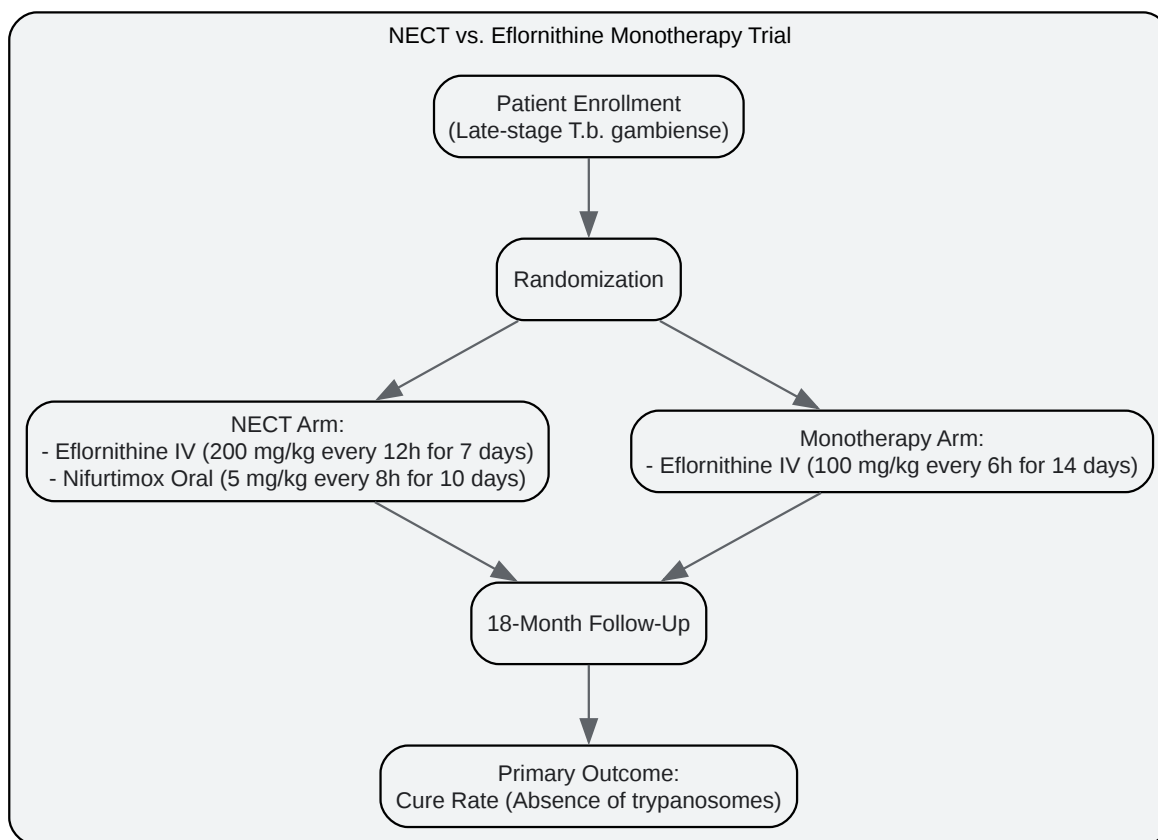 NECT vs. Eflornithine Monotherapy Trial
Patient Enrollment
(Late-stage T.b. gambiense)
Randomization
NECT Arm:
- Eflornithine IV (200 mg/kg every 12h for 7 days)
- Nifurtimox Oral (5 mg/kg every 8h for 10 days)
Monotherapy Arm:
- Eflornithine IV (100 mg/kg every 6h for 14 days)
18-Month Follow-Up
Primary Outcome:
Cure Rate (Absence of trypanosomes)